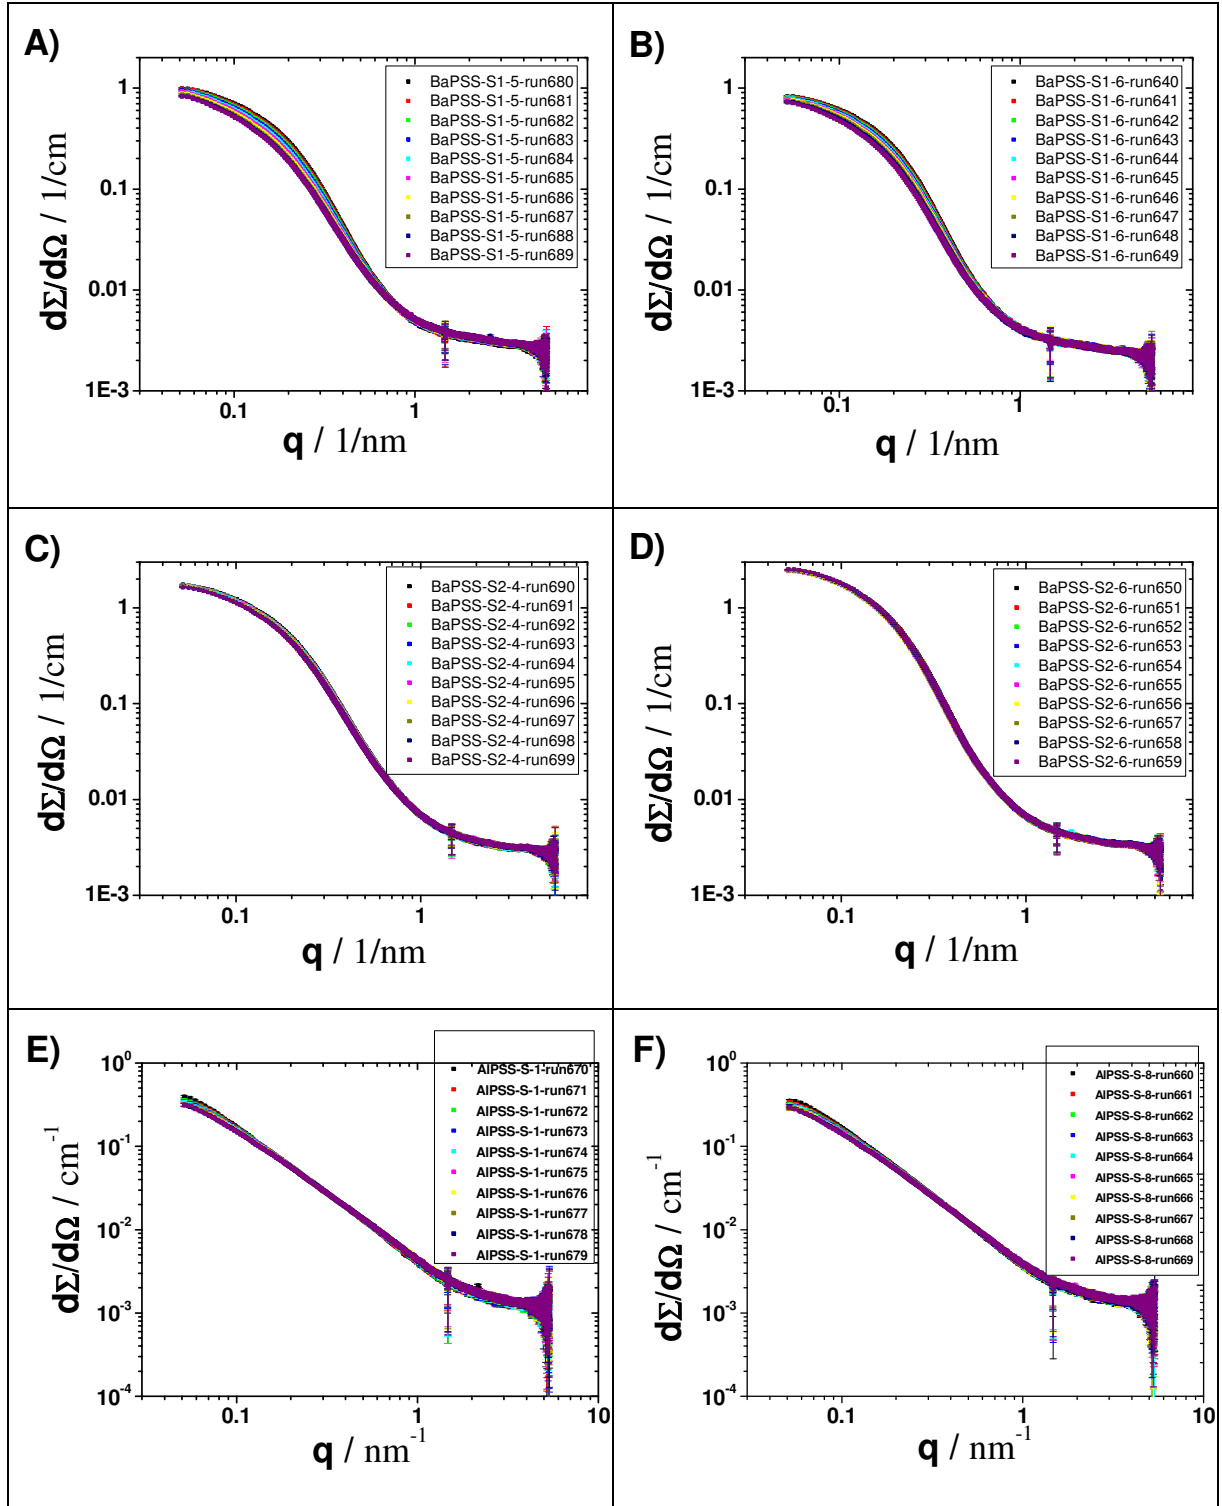 A)
dΣ/dΩ / 1/cm
1
0.1
0.01
1E-3
BaPSS-S1-5-run680
BaPSS-S1-5-run681
BaPSS-S1-5-run682
BaPSS-S1-5-run683
BaPSS-S1-5-run684
BaPSS-S1-5-run685
BaPSS-S1-5-run686
BaPSS-S1-5-run687
BaPSS-S1-5-run688
BaPSS-S1-5-run689
0.1 1
q / 1/nm
B)
dΣ/dΩ / 1/cm
1
0.1
0.01
1E-3
BaPSS-S1-6-run640
BaPSS-S1-6-run641
BaPSS-S1-6-run642
BaPSS-S1-6-run643
BaPSS-S1-6-run644
BaPSS-S1-6-run645
BaPSS-S1-6-run646
BaPSS-S1-6-run647
BaPSS-S1-6-run648
BaPSS-S1-6-run649
0.1 1
q / 1/nm
C)
dΣ/dΩ / 1/cm
1
0.1
0.01
1E-3
BaPSS-S2-4-run690
BaPSS-S2-4-run691
BaPSS-S2-4-run692
BaPSS-S2-4-run693
BaPSS-S2-4-run694
BaPSS-S2-4-run695
BaPSS-S2-4-run696
BaPSS-S2-4-run697
BaPSS-S2-4-run698
BaPSS-S2-4-run699
0.1 1
q / 1/nm
D)
dΣ/dΩ / 1/cm
1
0.1
0.01
1E-3
BaPSS-S2-6-run650
BaPSS-S2-6-run651
BaPSS-S2-6-run652
BaPSS-S2-6-run653
BaPSS-S2-6-run654
BaPSS-S2-6-run655
BaPSS-S2-6-run656
BaPSS-S2-6-run657
BaPSS-S2-6-run658
BaPSS-S2-6-run659
0.1 1
q / 1/nm
E)
dΣ/dΩ / cm⁻¹
10⁰
10⁻¹
10⁻²
10⁻³
10⁻⁴
AlPSS-S-1-run670
AlPSS-S-1-run671
AlPSS-S-1-run672
AlPSS-S-1-run673
AlPSS-S-1-run674
AlPSS-S-1-run675
AlPSS-S-1-run676
AlPSS-S-1-run677
AlPSS-S-1-run678
AlPSS-S-1-run679
0.1 1 10
q / nm⁻¹
F)
dΣ/dΩ / cm⁻¹
10⁰
10⁻¹
10⁻²
10⁻³
10⁻⁴
AlPSS-S-8-run660
AlPSS-S-8-run661
AlPSS-S-8-run662
AlPSS-S-8-run663
AlPSS-S-8-run664
AlPSS-S-8-run665
AlPSS-S-8-run666
AlPSS-S-8-run667
AlPSS-S-8-run668
AlPSS-S-8-run669
0.1 1 10
q / nm⁻¹